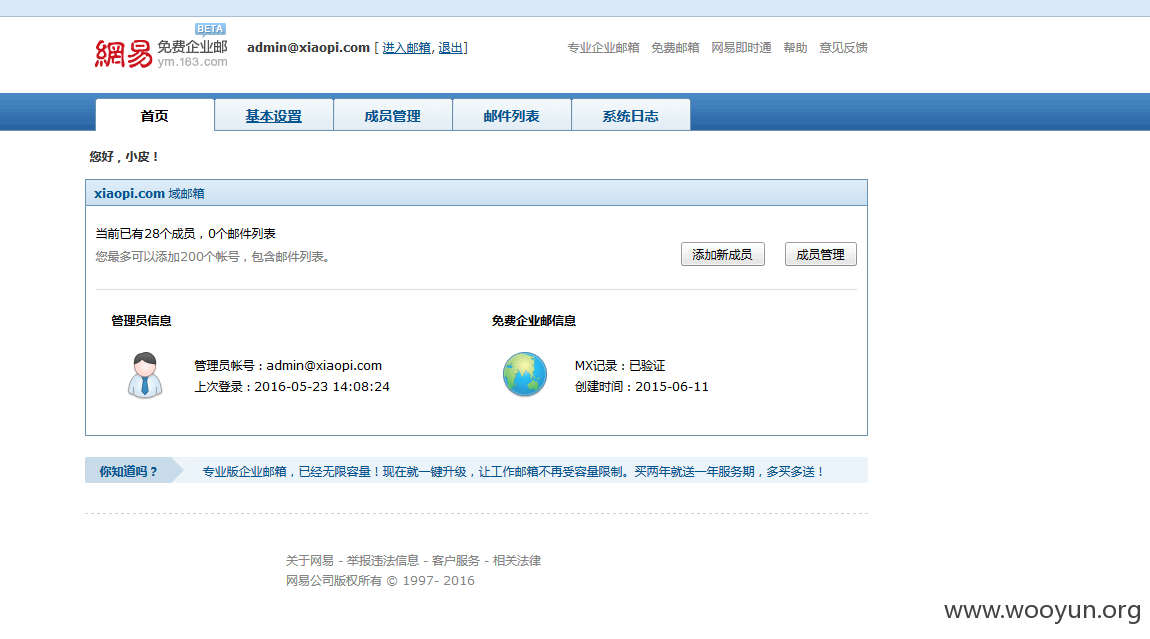 BETA
網易 免费企业邮
ym.163.com
admin@xiaopi.com [ 进入邮箱, 退出]
专业企业邮箱 免费邮箱 网易即时通 帮助 意见反馈
首页 基本设置 成员管理 邮件列表 系统日志
您好，小皮！
xiaopi.com 域邮箱
当前已有28个成员，0个邮件列表
您最多可以添加200个帐号，包含邮件列表。
添加新成员 成员管理
管理员信息 免费企业邮信息
管理员帐号：admin@xiaopi.com MX记录：已验证
上次登录：2016-05-23 14:08:24 创建时间：2015-06-11
你知道吗？ 专业版企业邮箱，已经无限容量！现在就一键升级，让工作邮箱不再受容量限制。买两年就送一年服务期，多买多送！
关于网易 - 举报违法信息 - 客户服务 - 相关法律
网易公司版权所有 © 1997- 2016
www.wooyun.org